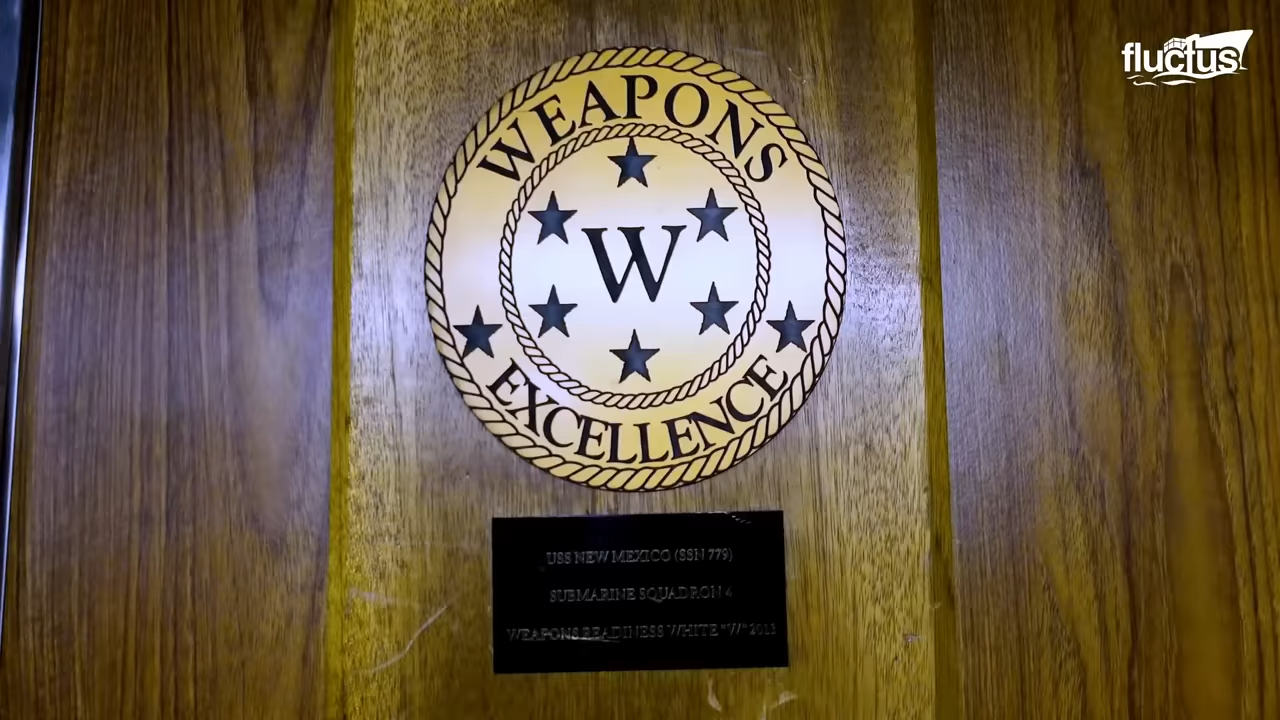 fluctus
WEAPONS
W
EXCELLENCE
USS NEW MEXICO (SSN 779)
SUBMARINE SQUADRON 4
WEAPONS READINESS WHITE "W" 2013